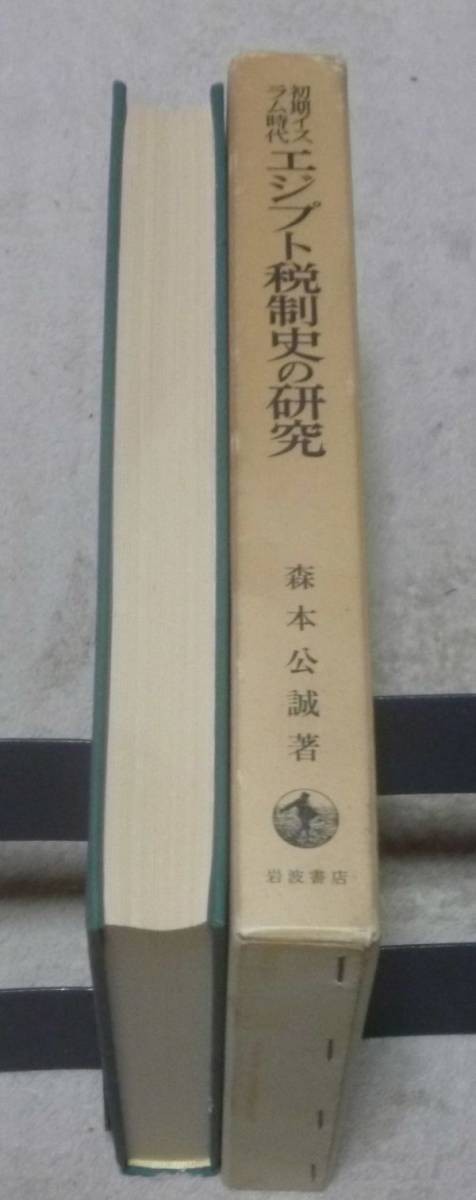 初期イス
ラム時代
エジプト税制史の研究
森本公誠著
岩波書店